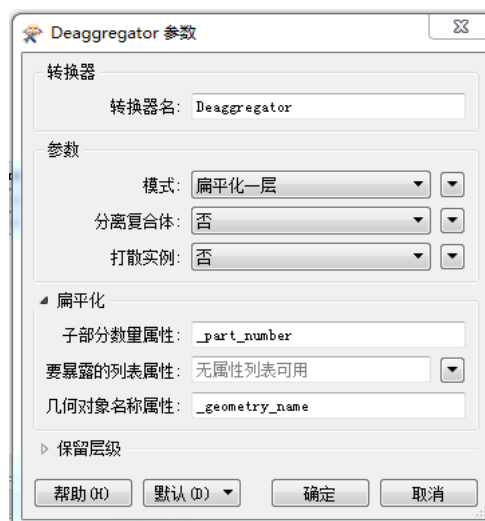 Deaggregator 参数
转换器
转换器名: Deaggregator
参数
模式: 扁平化一层
分离复合体: 否
打散实例: 否
扁平化
子部分数量属性: _part_number
要暴露的列表属性: 无属性列表可用
几何对象名称属性: _geometry_name
保留层级
帮助(H) 默认(D) 确定 取消